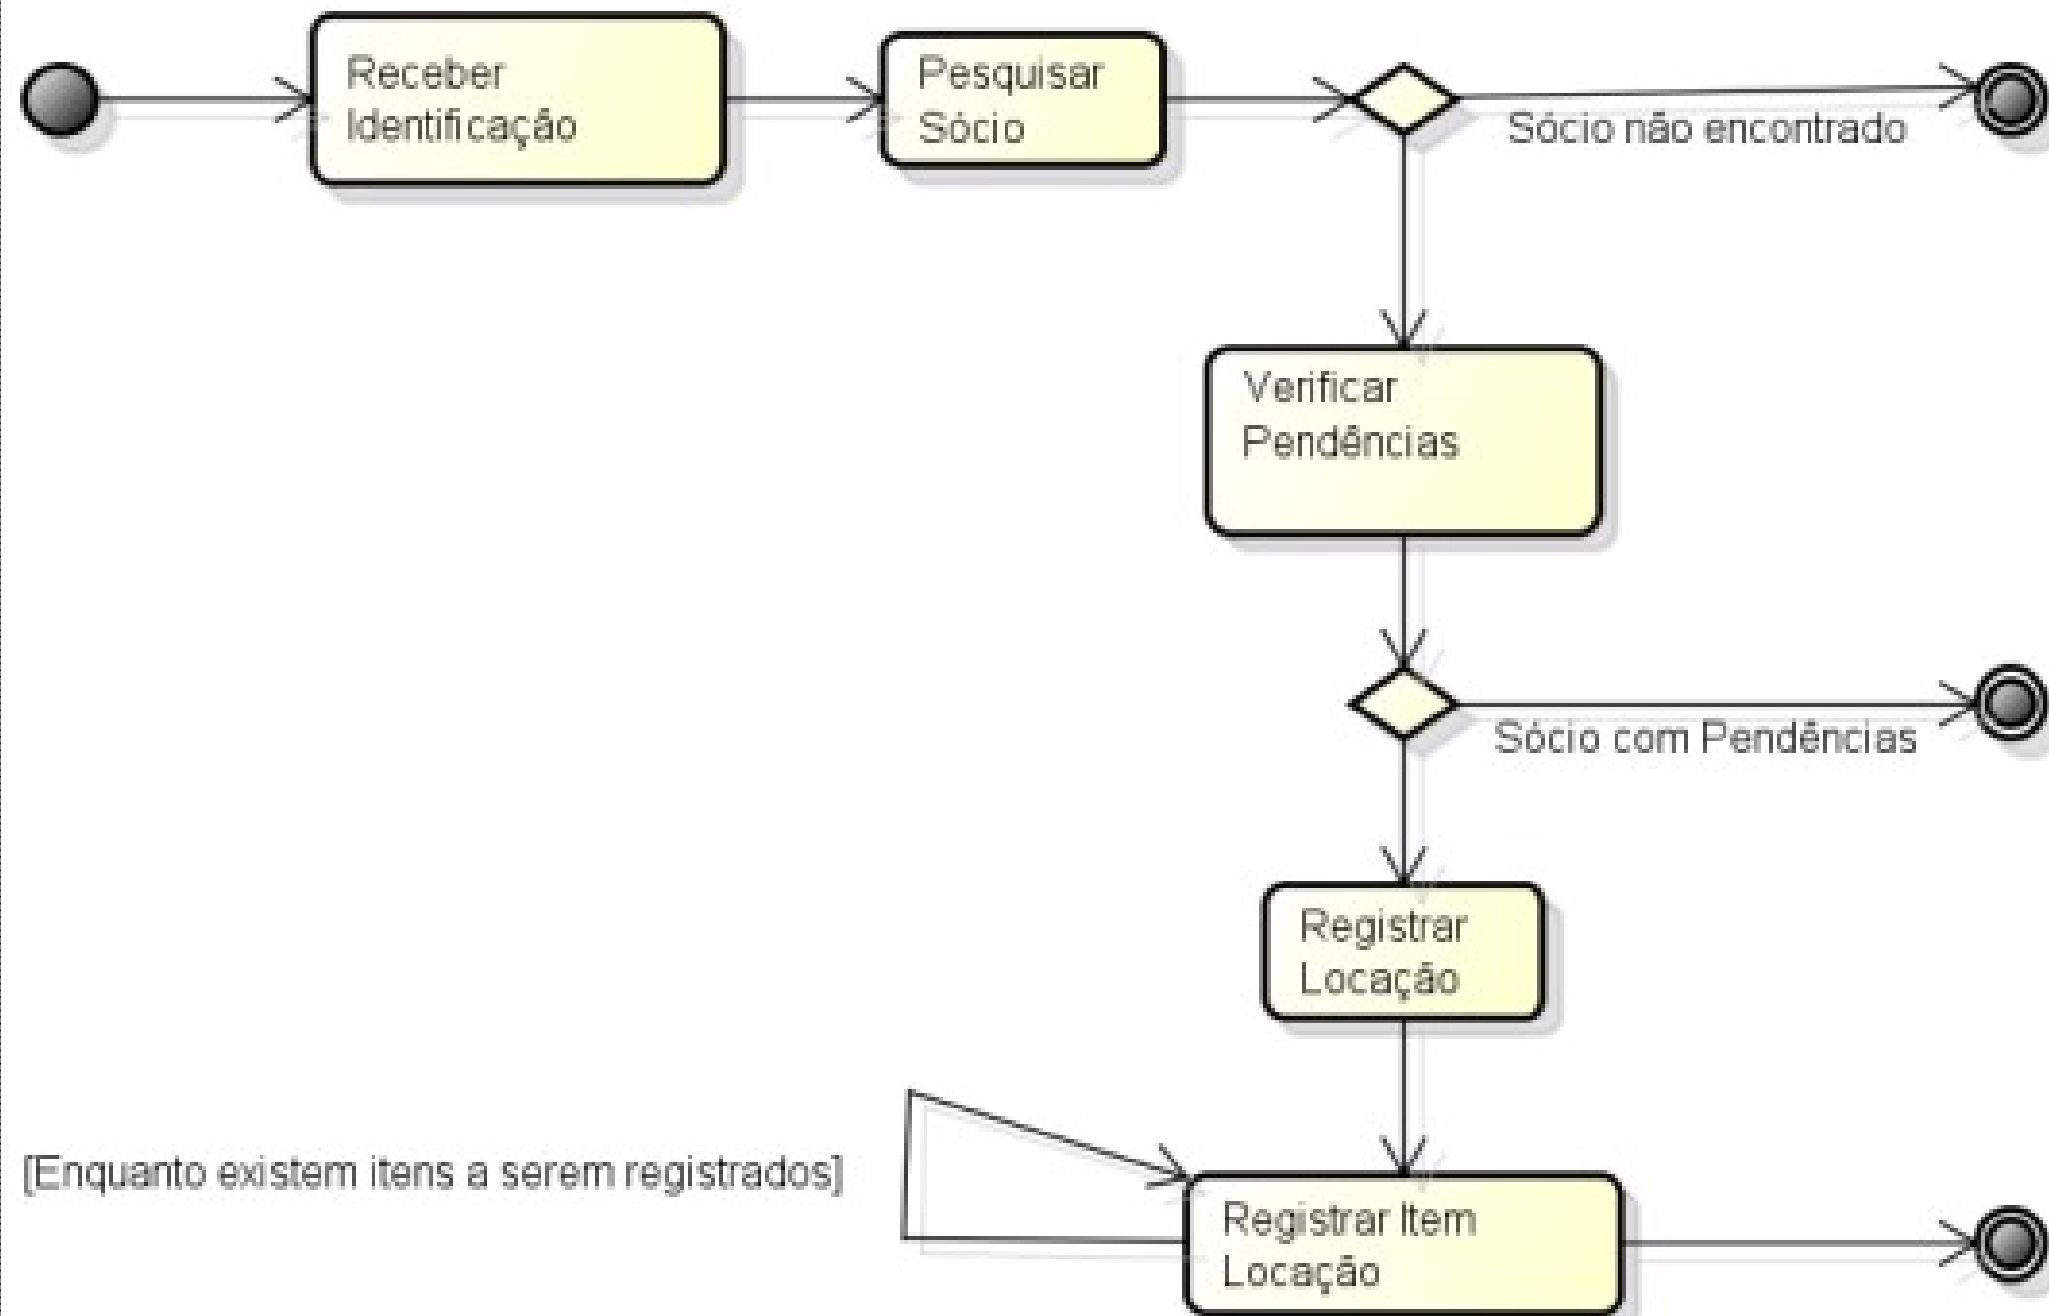 Receber
Identificação
Pesquisar
Sócio
Sócio não encontrado
Verificar
Pendências
Sócio com Pendências
Registrar
Locação
[Enquanto existem itens a serem registrados]
Registrar Item
Locação